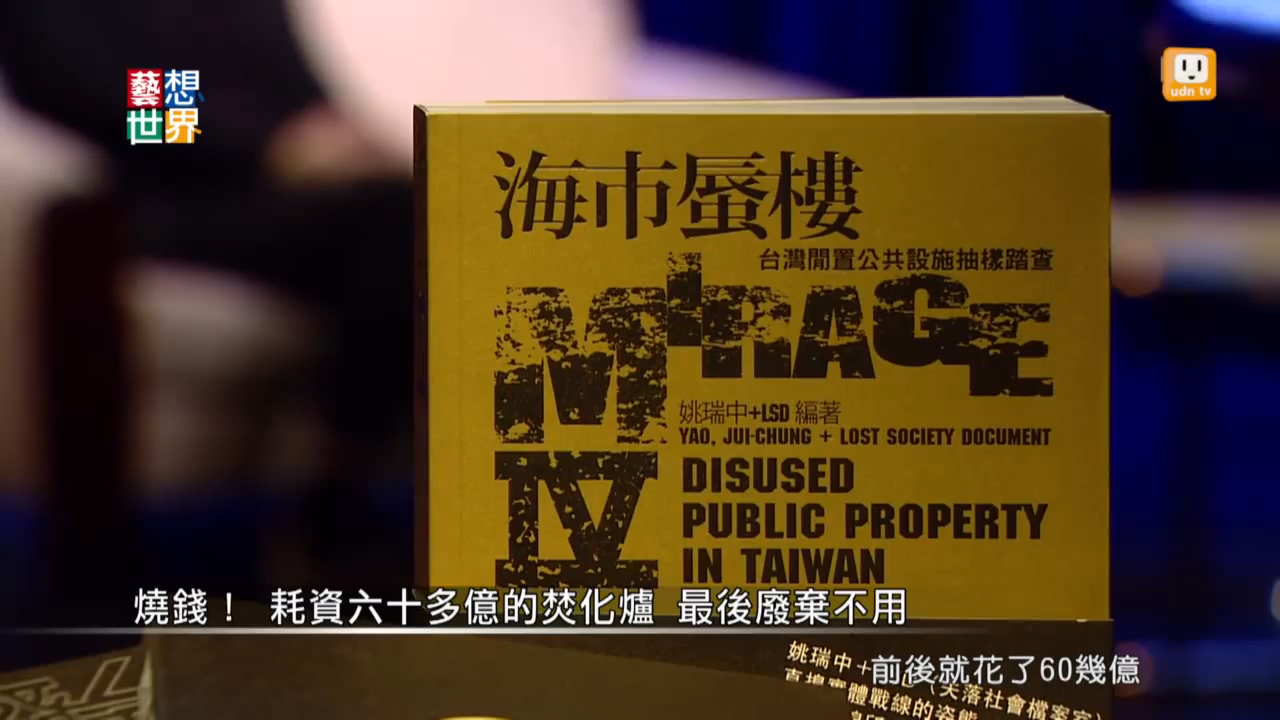 藝想
世界
udn tv
海市蜃樓
台灣閒置公共設施抽樣踏查
MIRAGE
姚瑞中+LSD 編著
YAO, JUI-CHUNG + LOST SOCIETY DOCUMENT
IV
DISUSED
PUBLIC PROPERTY
IN TAIWAN
燒錢！ 耗資六十多億的焚化爐 最後廢棄不用
姚瑞中+
前後就花了60幾億